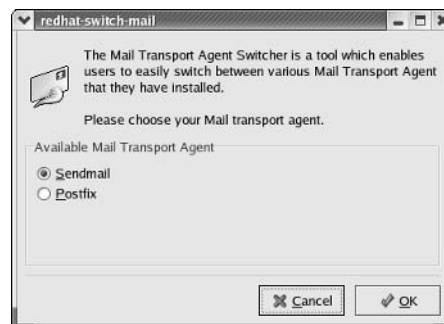 redhat-switch-mail
The Mail Transport Agent Switcher is a tool which enables
users to easily switch between various Mail Transport Agent
that they have installed.
Please choose your Mail transport agent.
Available Mail Transport Agent
Sendmail
Postfix
Cancel
OK